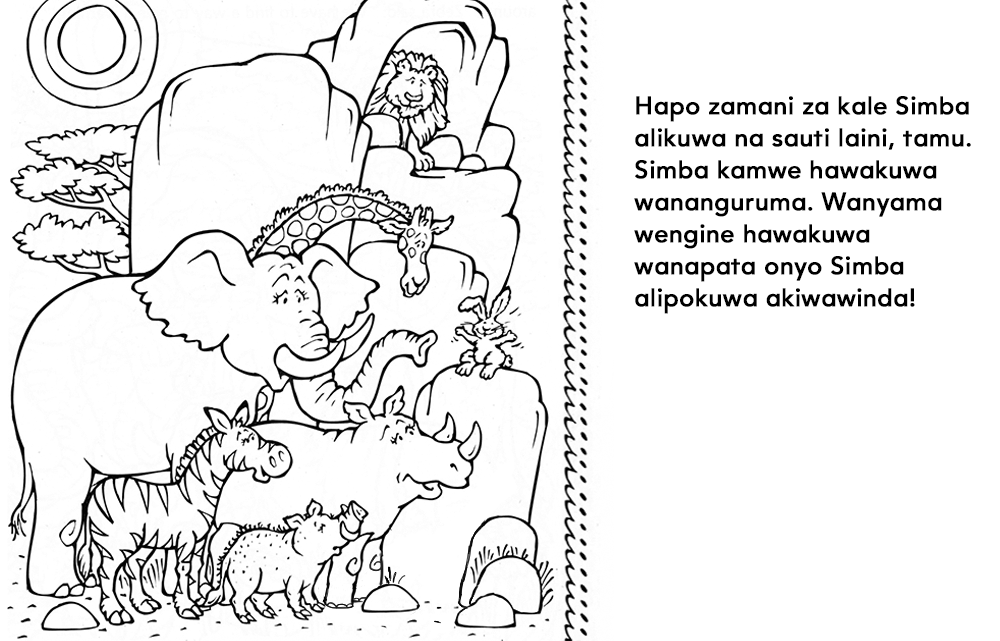 Hapo zamani za kale Simba
alikuwa na sauti laini, tamu.
Simba kamwe hawakuwa
wananguruma. Wanyama
wengine hawakuwa
wanapata onyo Simba
alipokuwa akiwawinda!